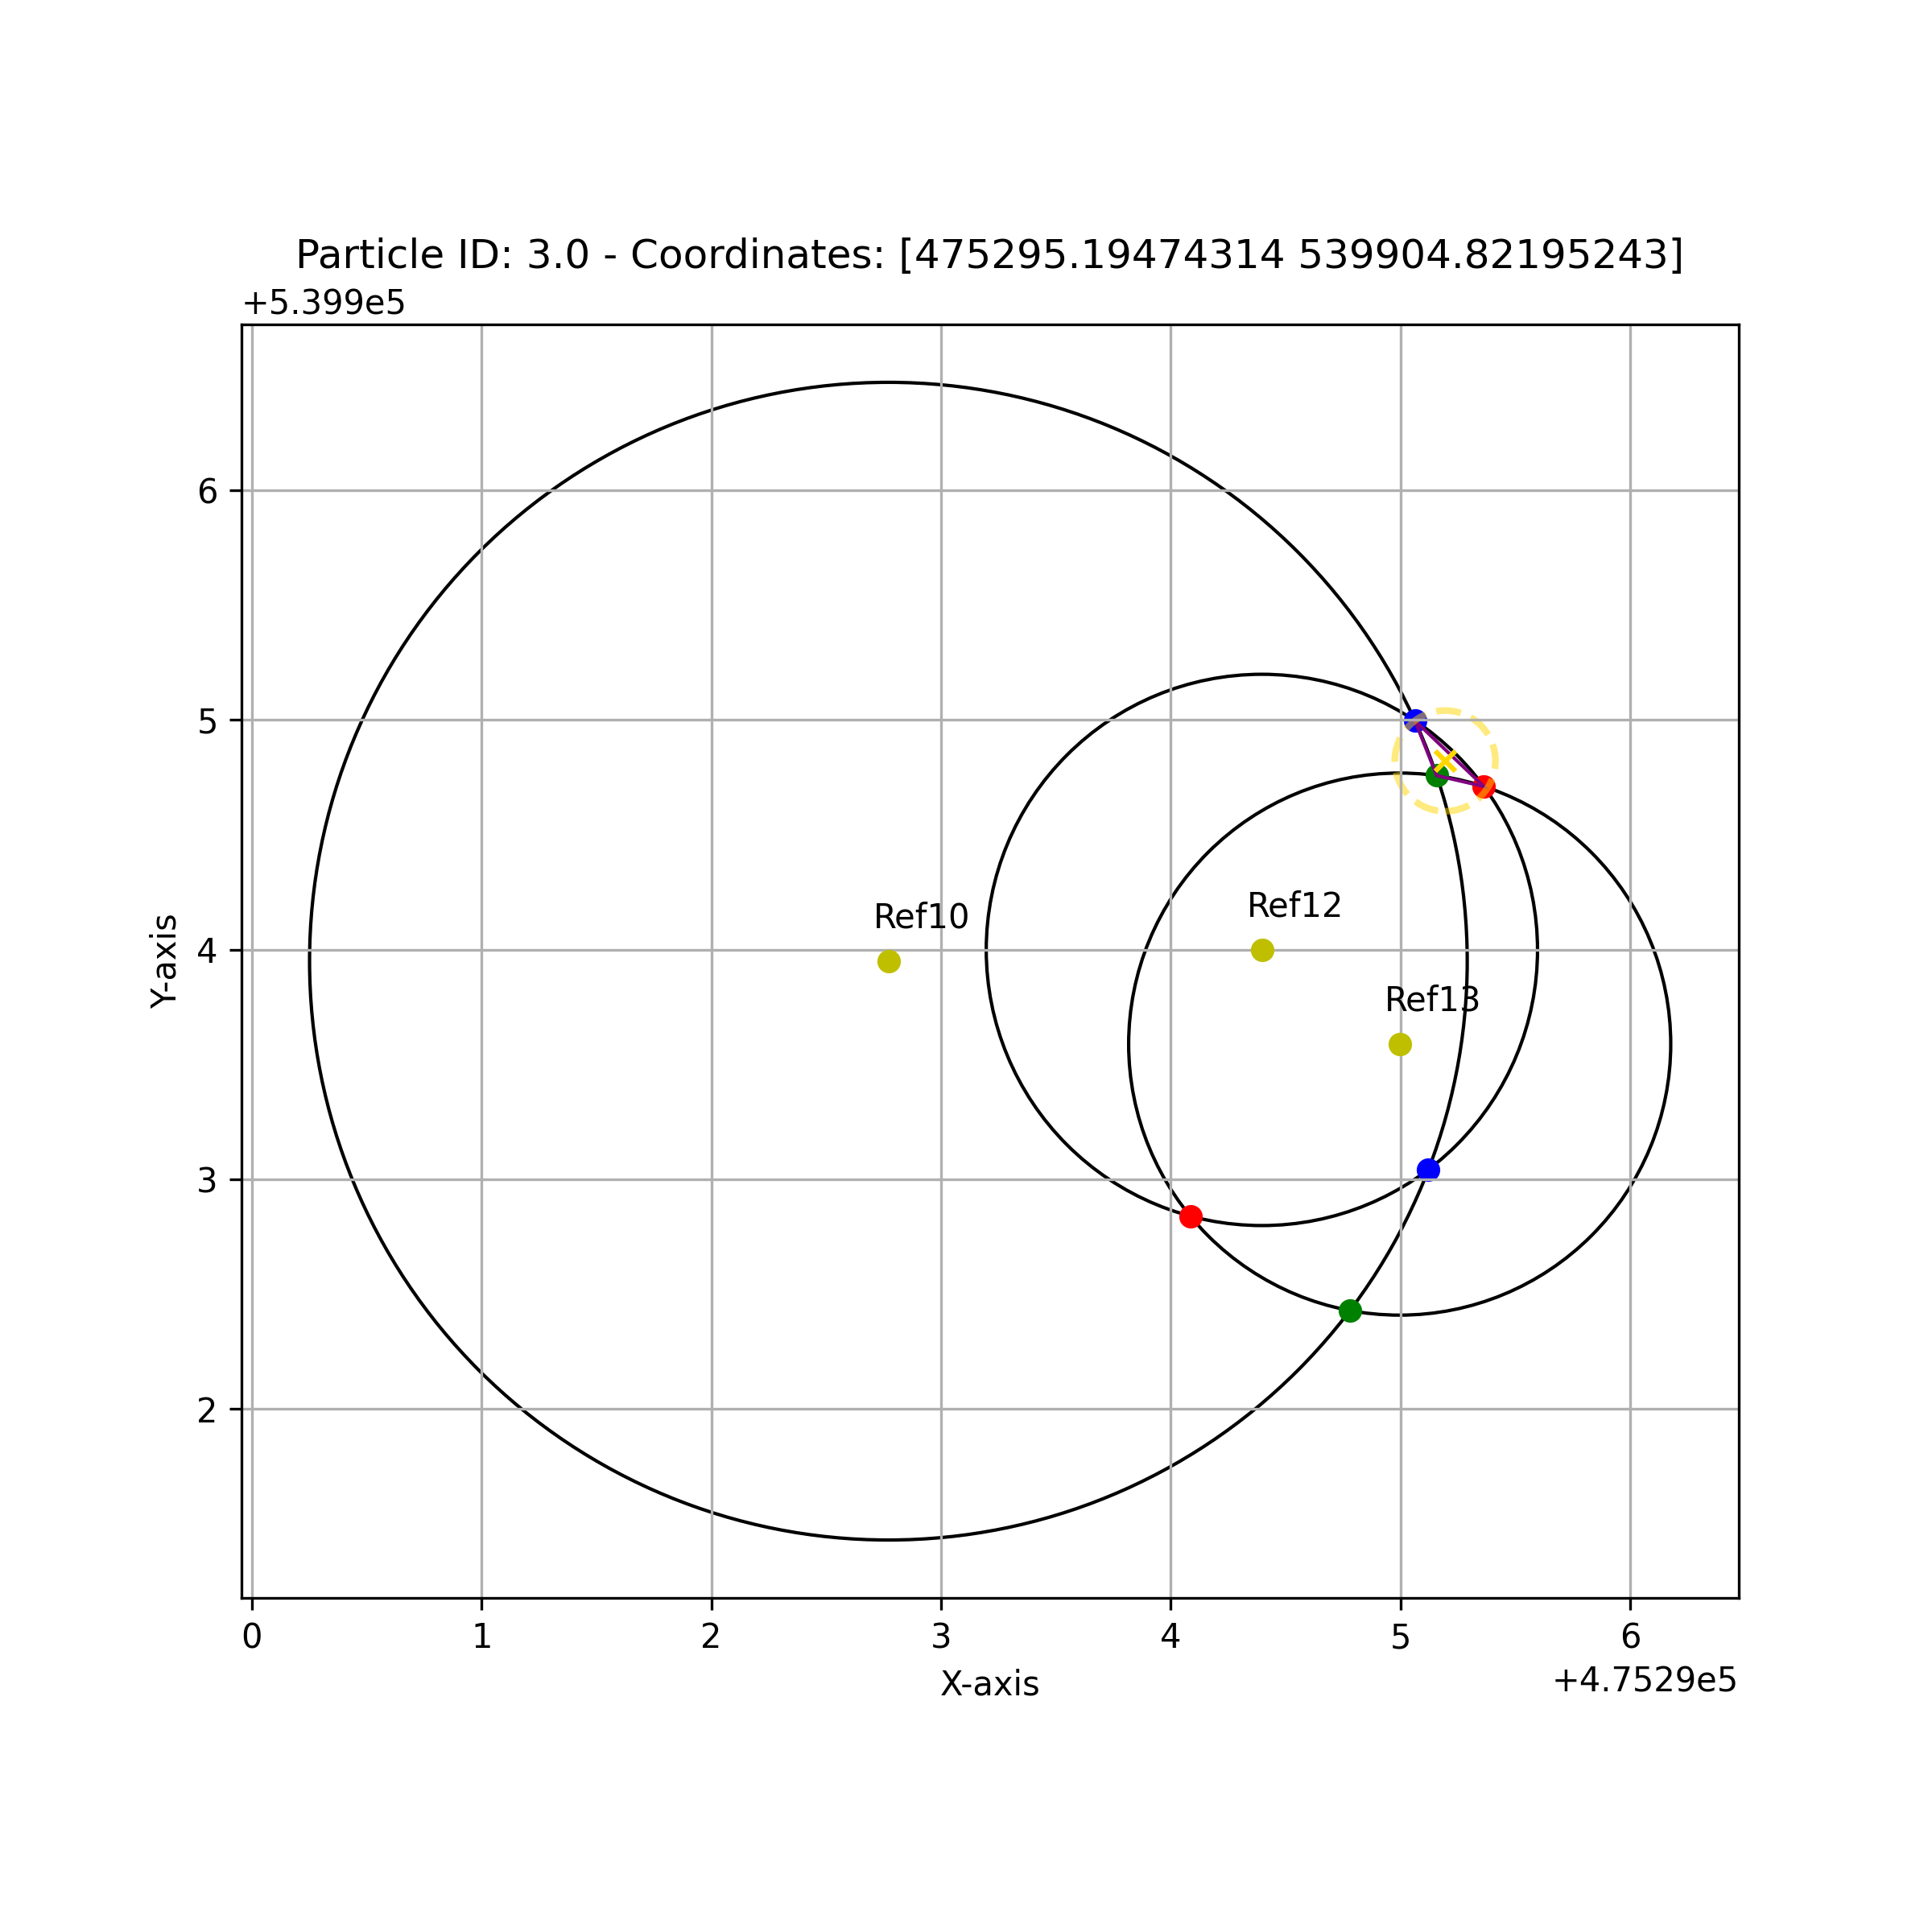 Particle ID: 3.0 - Coordinates: [475295.19474314 539904.82195243]
+5.399e5
6
5
4
3
2
Y-axis
Ref10
Ref12
Ref13
0 1 2 3 4 5 6
X-axis
+4.7529e5